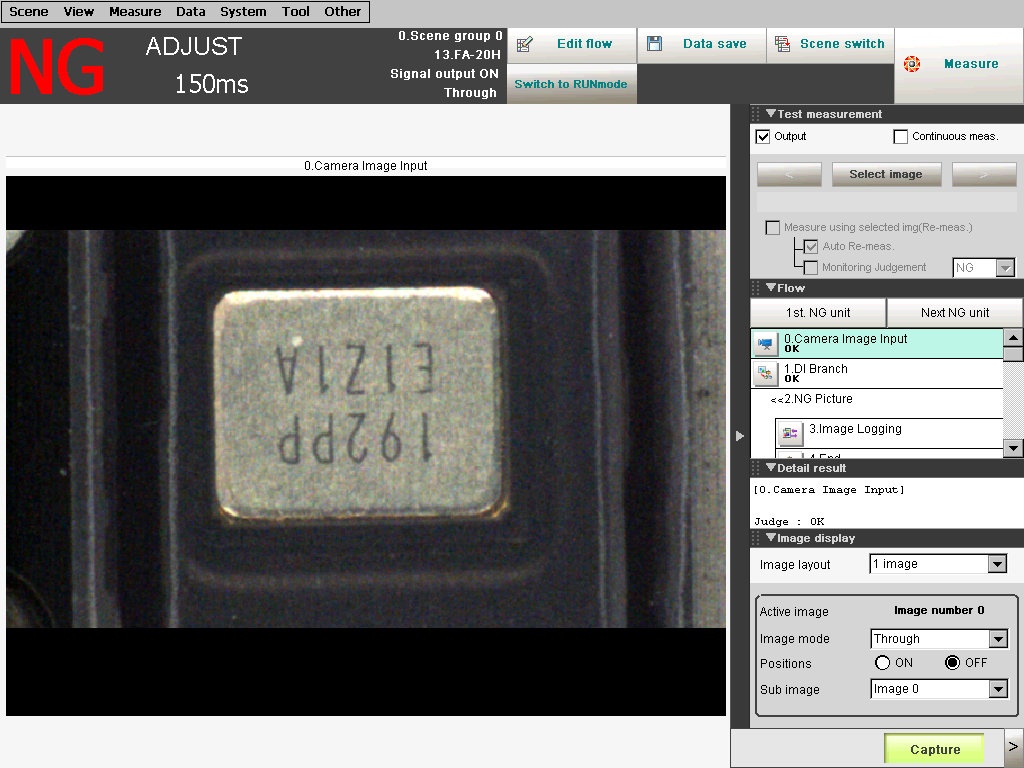 Scene View Measure Data System Tool Other
NG
ADJUST
150ms
0.Scene group 0
13.FA-20H
Signal output ON
Through
Edit flow
Data save
Scene switch
Switch to RUNmode
Measure
0.Camera Image Input
192PP
E121A
Test measurement
Output
Continuous meas.
<
Select image
>
Measure using selected img(Re-meas.)
Auto Re-meas.
Monitoring Judgement
NG
Flow
1st. NG unit
Next NG unit
0.Camera Image Input
OK
1.DI Branch
OK
<<2.NG Picture
3.Image Logging
4.End
Detail result
[0.Camera Image Input]
Judge : OK
Image display
Image layout
1 image
Active image
Image number 0
Image mode
Through
Positions
ON
OFF
Sub image
Image 0
Capture
>